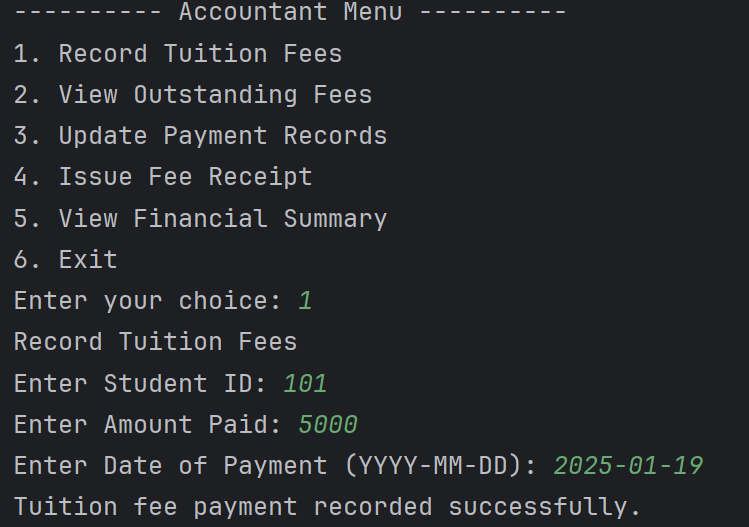 ---------- Accountant Menu ----------
1. Record Tuition Fees
2. View Outstanding Fees
3. Update Payment Records
4. Issue Fee Receipt
5. View Financial Summary
6. Exit
Enter your choice: 1
Record Tuition Fees
Enter Student ID: 101
Enter Amount Paid: 5000
Enter Date of Payment (YYYY-MM-DD): 2025-01-19
Tuition fee payment recorded successfully.